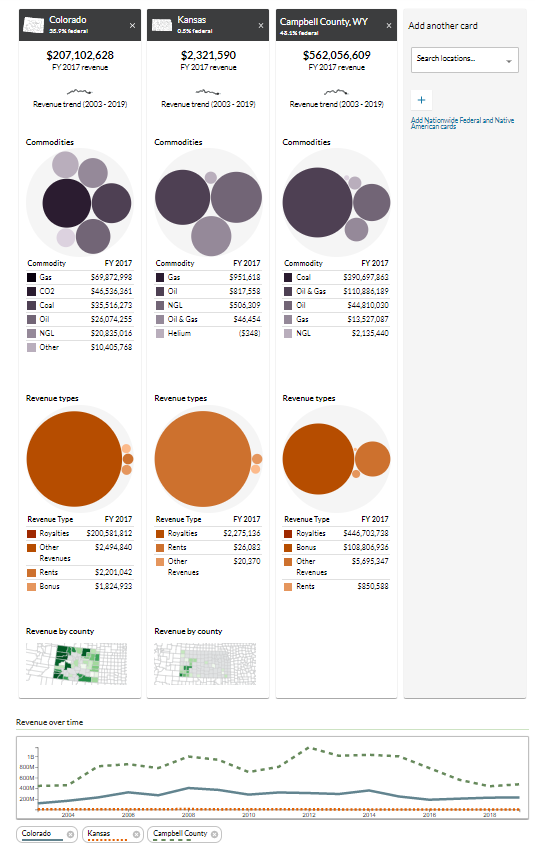 Colorado
35.9% federal
×
Kansas
0.5% federal
×
Campbell County, WY
43.1% federal
×
Add another card
$207,102,628
FY 2017 revenue
$2,321,590
FY 2017 revenue
$562,056,609
FY 2017 revenue
Search locations...
+
Add Nationwide Federal and Native
American cards
Revenue trend (2003 - 2019)
Revenue trend (2003 - 2019)
Revenue trend (2003 - 2019)
Commodities
Commodity FY 2017
Gas $69,872,998
CO2 $46,536,361
Coal $35,516,273
Oil $26,074,255
NGL $20,835,016
Other $10,405,768
Commodities
Commodity FY 2017
Gas $951,618
Oil $817,558
NGL $506,309
Oil & Gas $46,454
Helium ($348)
Commodities
Commodity FY 2017
Coal $390,697,863
Oil & Gas $110,886,189
Oil $44,810,030
Gas $13,527,087
NGL $2,135,440
Revenue types
Revenue Type FY 2017
Royalties $200,581,812
Other $2,494,840
Revenues
Rents $2,201,042
Bonus $1,824,933
Revenue types
Revenue Type FY 2017
Royalties $2,275,136
Rents $26,083
Other $20,370
Revenues
Revenue types
Revenue Type FY 2017
Royalties $446,703,738
Bonus $108,806,936
Other $5,695,347
Revenues
Rents $850,588
Revenue by county
Revenue by county
Revenue over time
1B
800M
600M
400M
200M
2004 2006 2008 2010 2012 2014 2016 2018
Colorado
Kansas
Campbell County